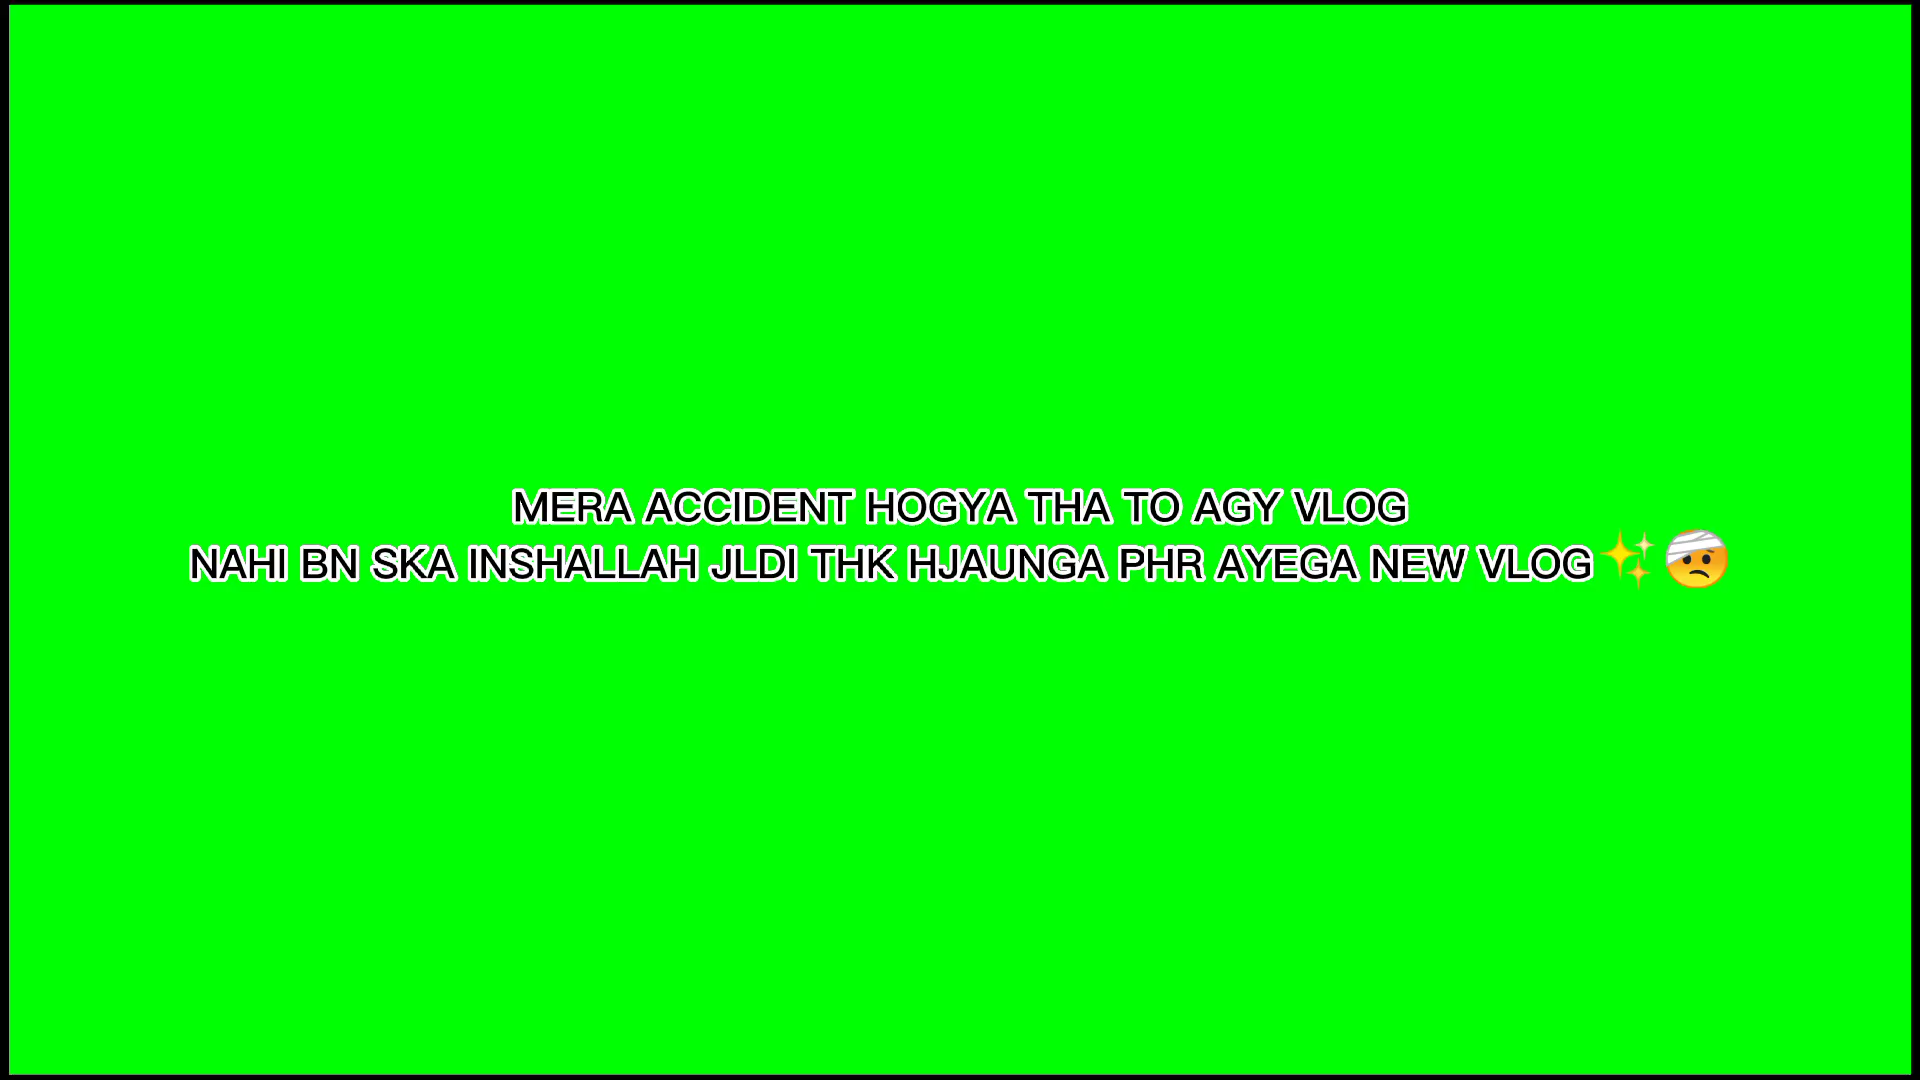 MERA ACCIDENT HOGYA THA TO AGY VLOG
NAHI BN SKA INSHALLAH JLDI THK HJAUNGA PHR AYEGA NEW VLOG✨🤕